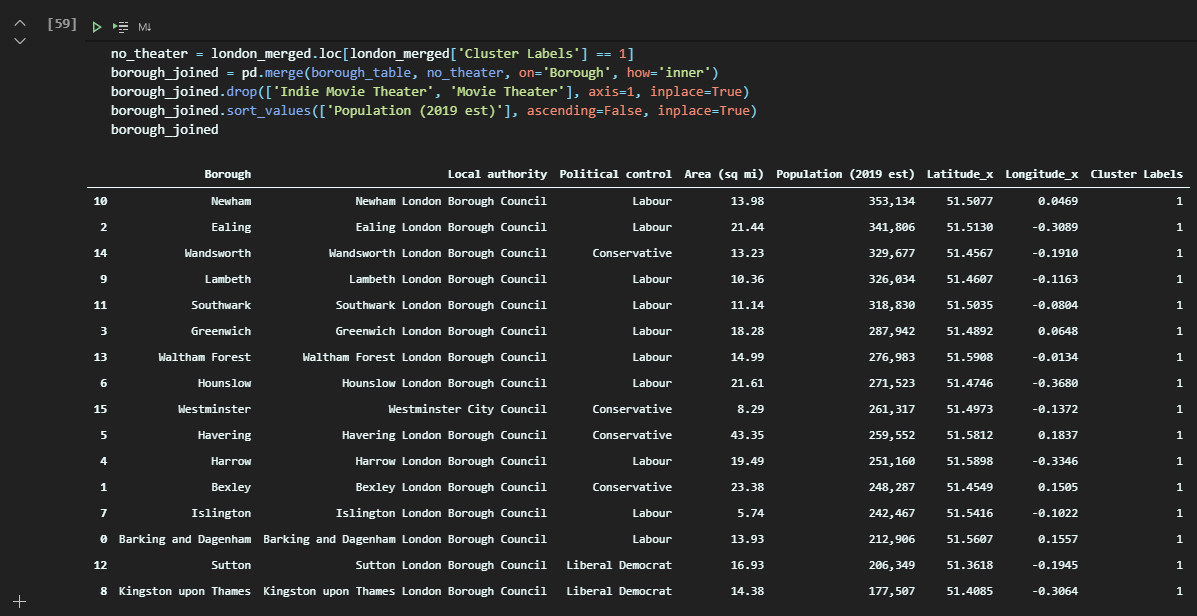 [59] M↓
no_theater = london_merged.loc[london_merged['Cluster Labels'] == 1]
borough_joined = pd.merge(borough_table, no_theater, on='Borough', how='inner')
borough_joined.drop(['Indie Movie Theater', 'Movie Theater'], axis=1, inplace=True)
borough_joined.sort_values(['Population (2019 est)'], ascending=False, inplace=True)
borough_joined
Borough Local authority Political control Area (sq mi) Population (2019 est) Latitude_x Longitude_x Cluster Labels
10 Newham Newham London Borough Council Labour 13.98 353,134 51.5077 0.0469 1
2 Ealing Ealing London Borough Council Labour 21.44 341,806 51.5130 -0.3089 1
14 Wandsworth Wandsworth London Borough Council Conservative 13.23 329,677 51.4567 -0.1910 1
9 Lambeth Lambeth London Borough Council Labour 10.36 326,034 51.4607 -0.1163 1
11 Southwark Southwark London Borough Council Labour 11.14 318,830 51.5035 -0.0804 1
3 Greenwich Greenwich London Borough Council Labour 18.28 287,942 51.4892 0.0648 1
13 Waltham Forest Waltham Forest London Borough Council Labour 14.99 276,983 51.5908 -0.0134 1
6 Hounslow Hounslow London Borough Council Labour 21.61 271,523 51.4746 -0.3680 1
15 Westminster Westminster City Council Conservative 8.29 261,317 51.4973 -0.1372 1
5 Havering Havering London Borough Council Conservative 43.35 259,552 51.5812 0.1837 1
4 Harrow Harrow London Borough Council Labour 19.49 251,160 51.5898 -0.3346 1
1 Bexley Bexley London Borough Council Conservative 23.38 248,287 51.4549 0.1505 1
7 Islington Islington London Borough Council Labour 5.74 242,467 51.5416 -0.1022 1
0 Barking and Dagenham Barking and Dagenham London Borough Council Labour 13.93 212,906 51.5607 0.1557 1
12 Sutton Sutton London Borough Council Liberal Democrat 16.93 206,349 51.3618 -0.1945 1
8 Kingston upon Thames Kingston upon Thames London Borough Council Liberal Democrat 14.38 177,507 51.4085 -0.3064 1